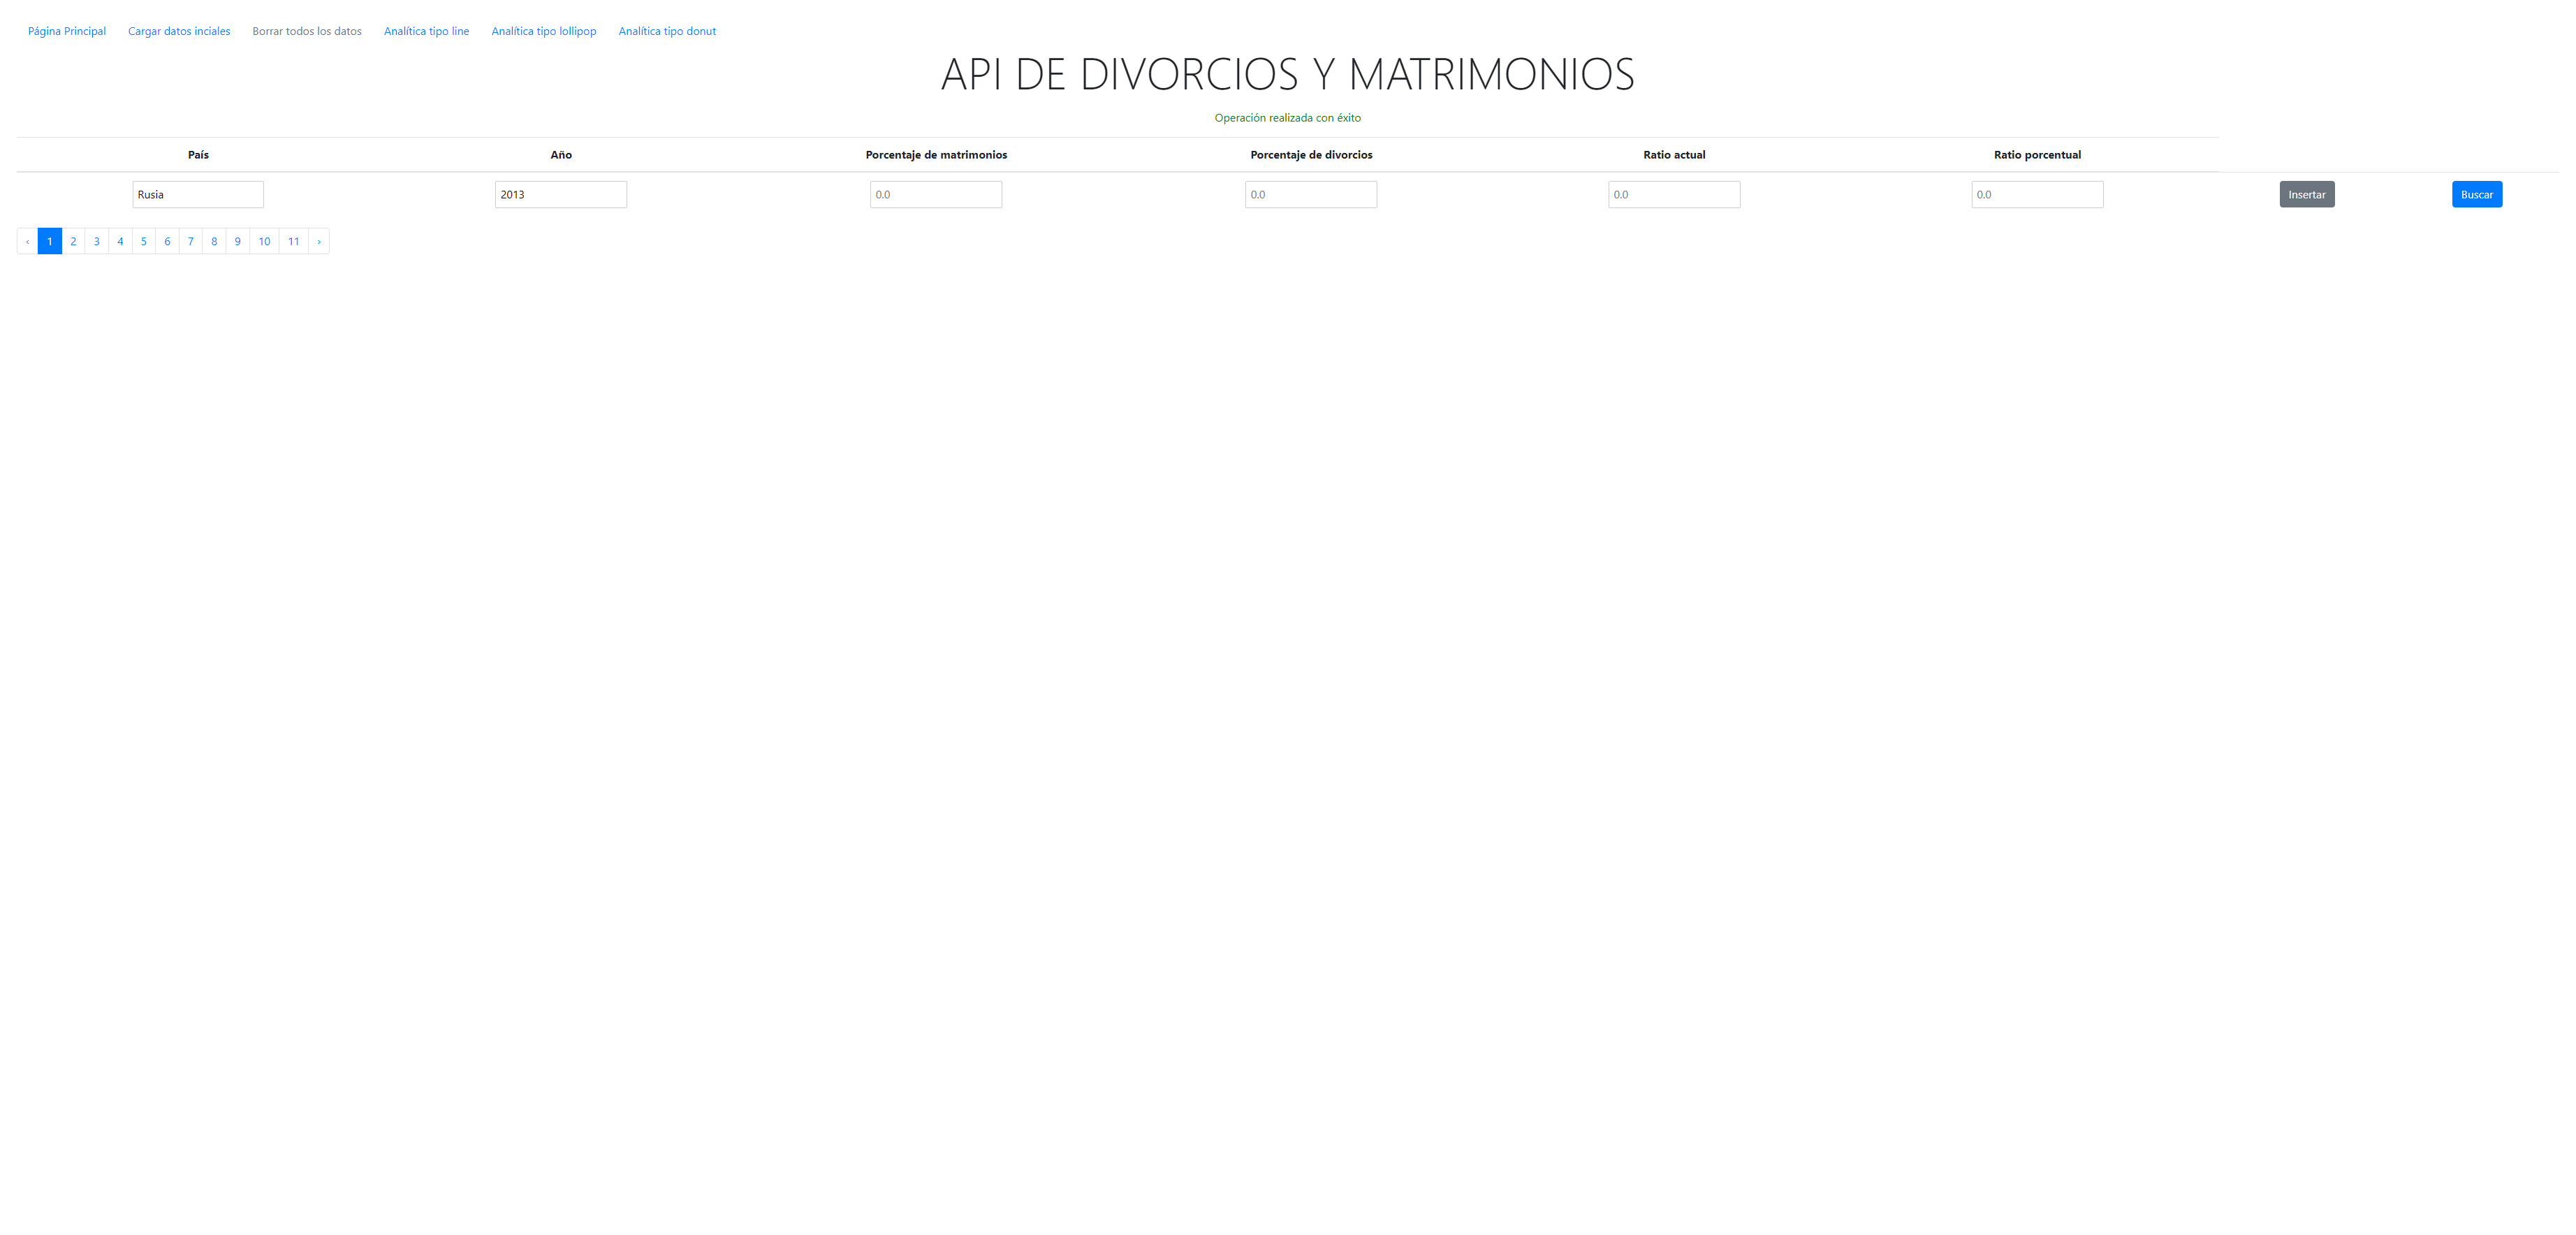 Página Principal Cargar datos inciales Borrar todos los datos Analítica tipo line Analítica tipo lollipop Analítica tipo donut
API DE DIVORCIOS Y MATRIMONIOS
Operación realizada con éxito
País Año Porcentaje de matrimonios Porcentaje de divorcios Ratio actual Ratio porcentual
Rusia 2013 0.0 0.0 0.0 0.0 Insertar Buscar
‹ 1 2 3 4 5 6 7 8 9 10 11 ›